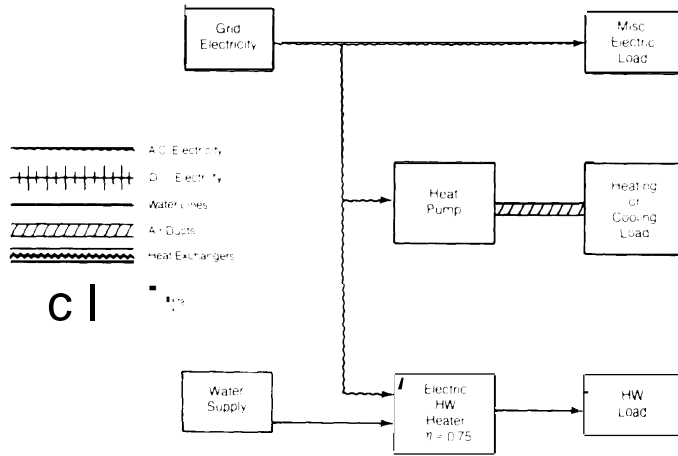 Grid
Electricity
Misc
Electric
Load
A C Electricity
Electricity
Water Lines
Air Ducts
Heat Exchangers
c l
Heat
Pump
Heating
or
Cooling
Load
Water
Supply
Electric
HW
Heater
η = 0.75
HW
Load